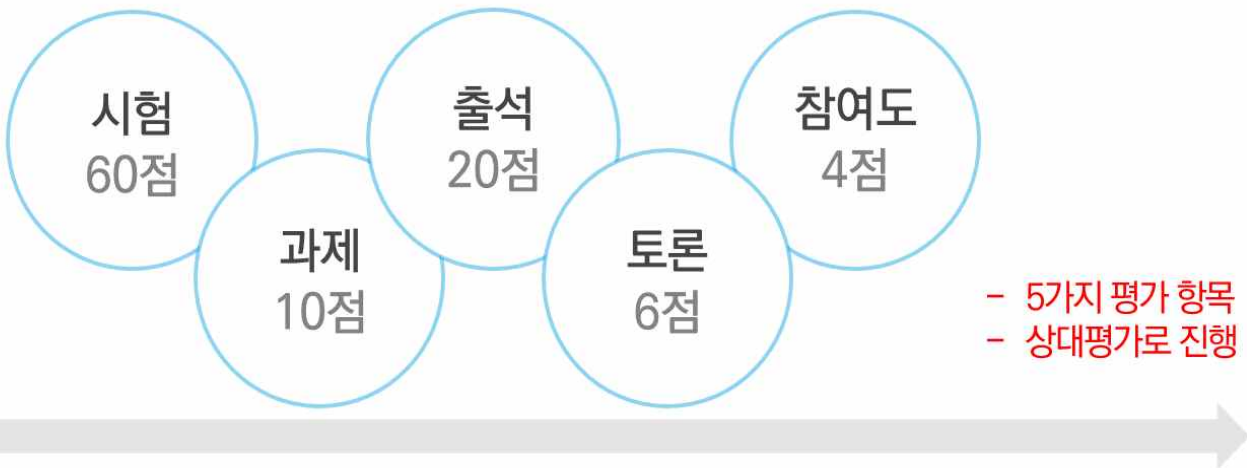 시험
60점
과제
10점
출석
20점
토론
6점
참여도
4점
- 5가지 평가 항목
- 상대평가로 진행